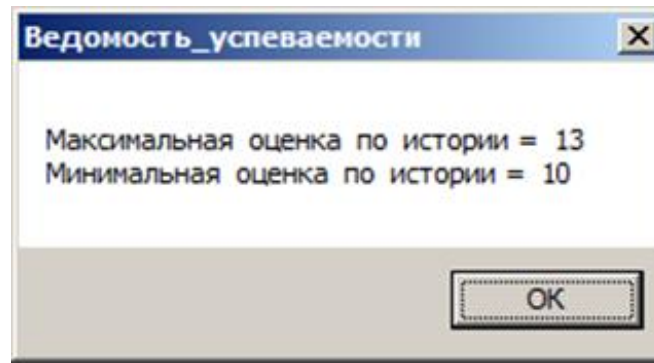 Ведомость_успеваемости
Максимальная оценка по истории = 13
Минимальная оценка по истории = 10
OK